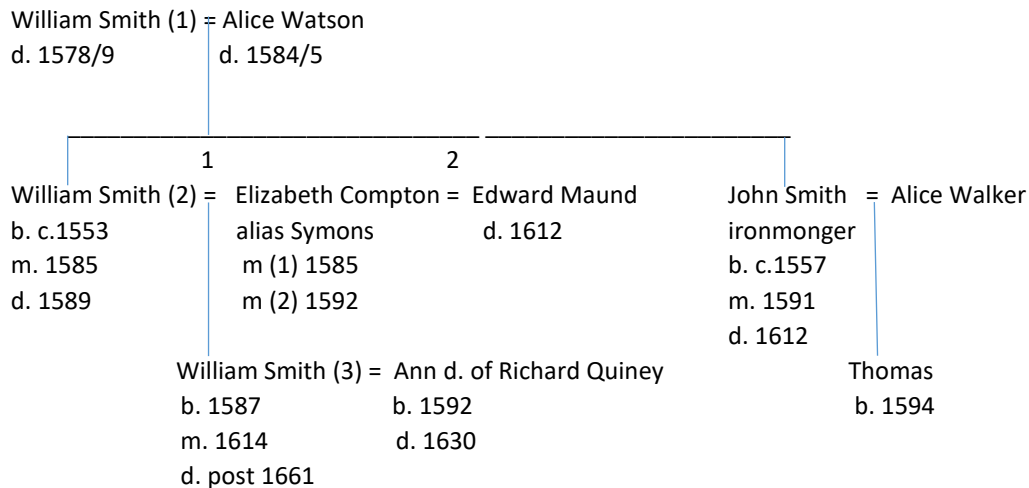 William Smith (1) = Alice Watson
d. 1578/9 d. 1584/5
1 2
William Smith (2) = Elizabeth Compton = Edward Maund John Smith = Alice Walker
b. c.1553 alias Symons d. 1612 ironmonger
m. 1585 m (1) 1585 b. c.1557
d. 1589 m (2) 1592 m. 1591
d. 1612
William Smith (3) = Ann d. of Richard Quiney Thomas
b. 1587 b. 1592 b. 1594
m. 1614 d. 1630
d. post 1661